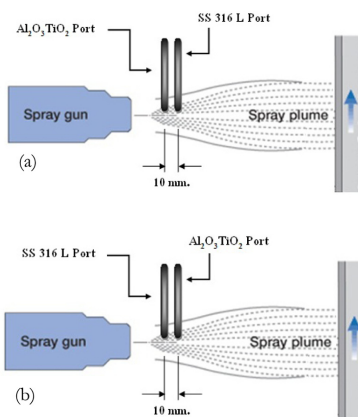 SS 316 L Port
Al₂O₃TiO₂ Port
Spray gun
Spray plume
(a)
10 mm.
Al₂O₃TiO₂ Port
SS 316 L Port
Spray gun
Spray plume
(b)
10 mm.